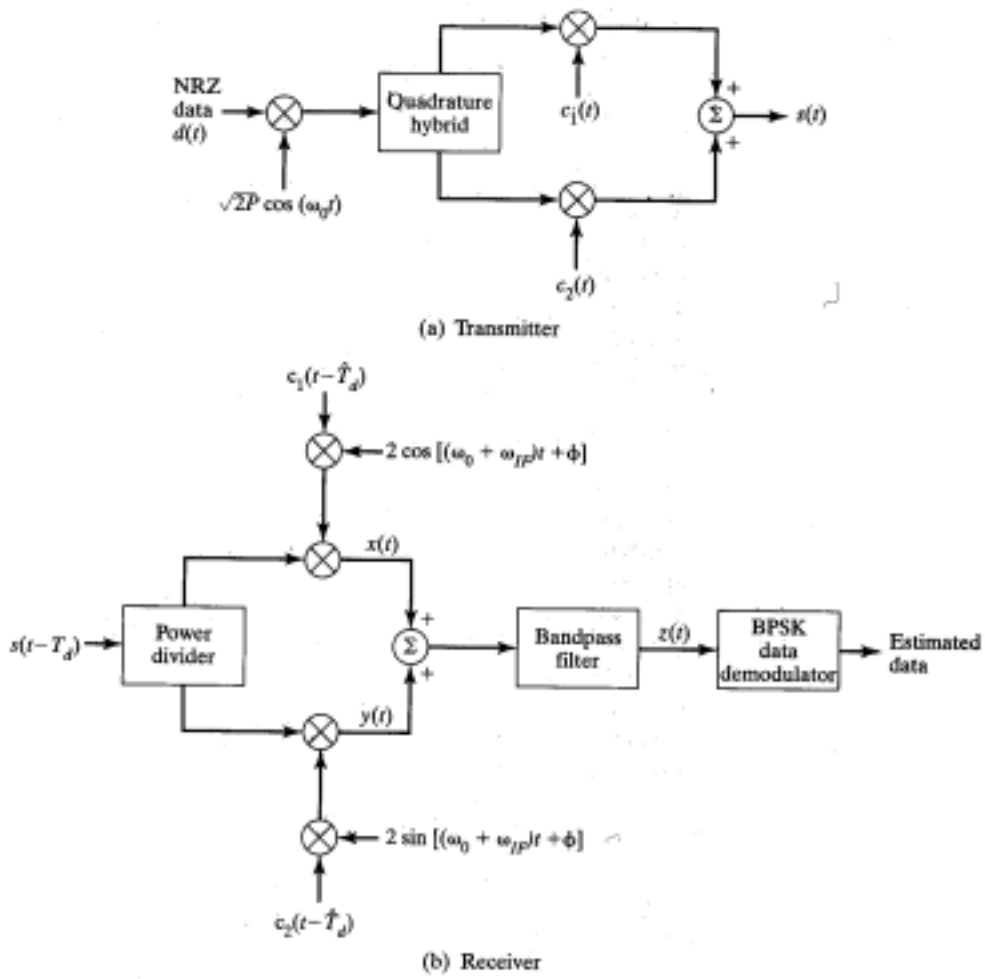 NRZ
data
d(t)
√2P cos (ω₀t)
Quadrature
hybrid
c₁(t)
c₂(t)
+
Σ
+
s(t)
(a) Transmitter
c₁(t−T̂_d)
2 cos [(ω₀ + ω_IF)t + ϕ]
x(t)
s(t−T_d)
Power
divider
+
Σ
+
y(t)
Bandpass
filter
z(t)
BPSK
data
demodulator
Estimated
data
2 sin [(ω₀ + ω_IF)t + ϕ]
c₂(t−T̂_d)
(b) Receiver